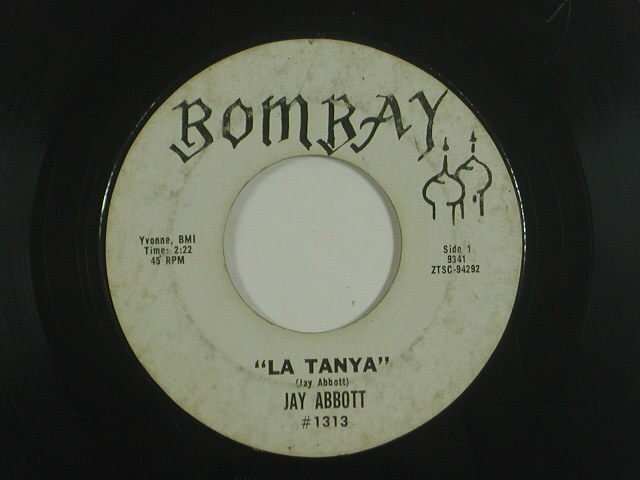 BOMBAY
Yvonne, BMI
Time: 2:22
45 RPM
Side 1
9341
ZTSC-94292
"LA TANYA"
(Jay Abbott)
JAY ABBOTT
#1313